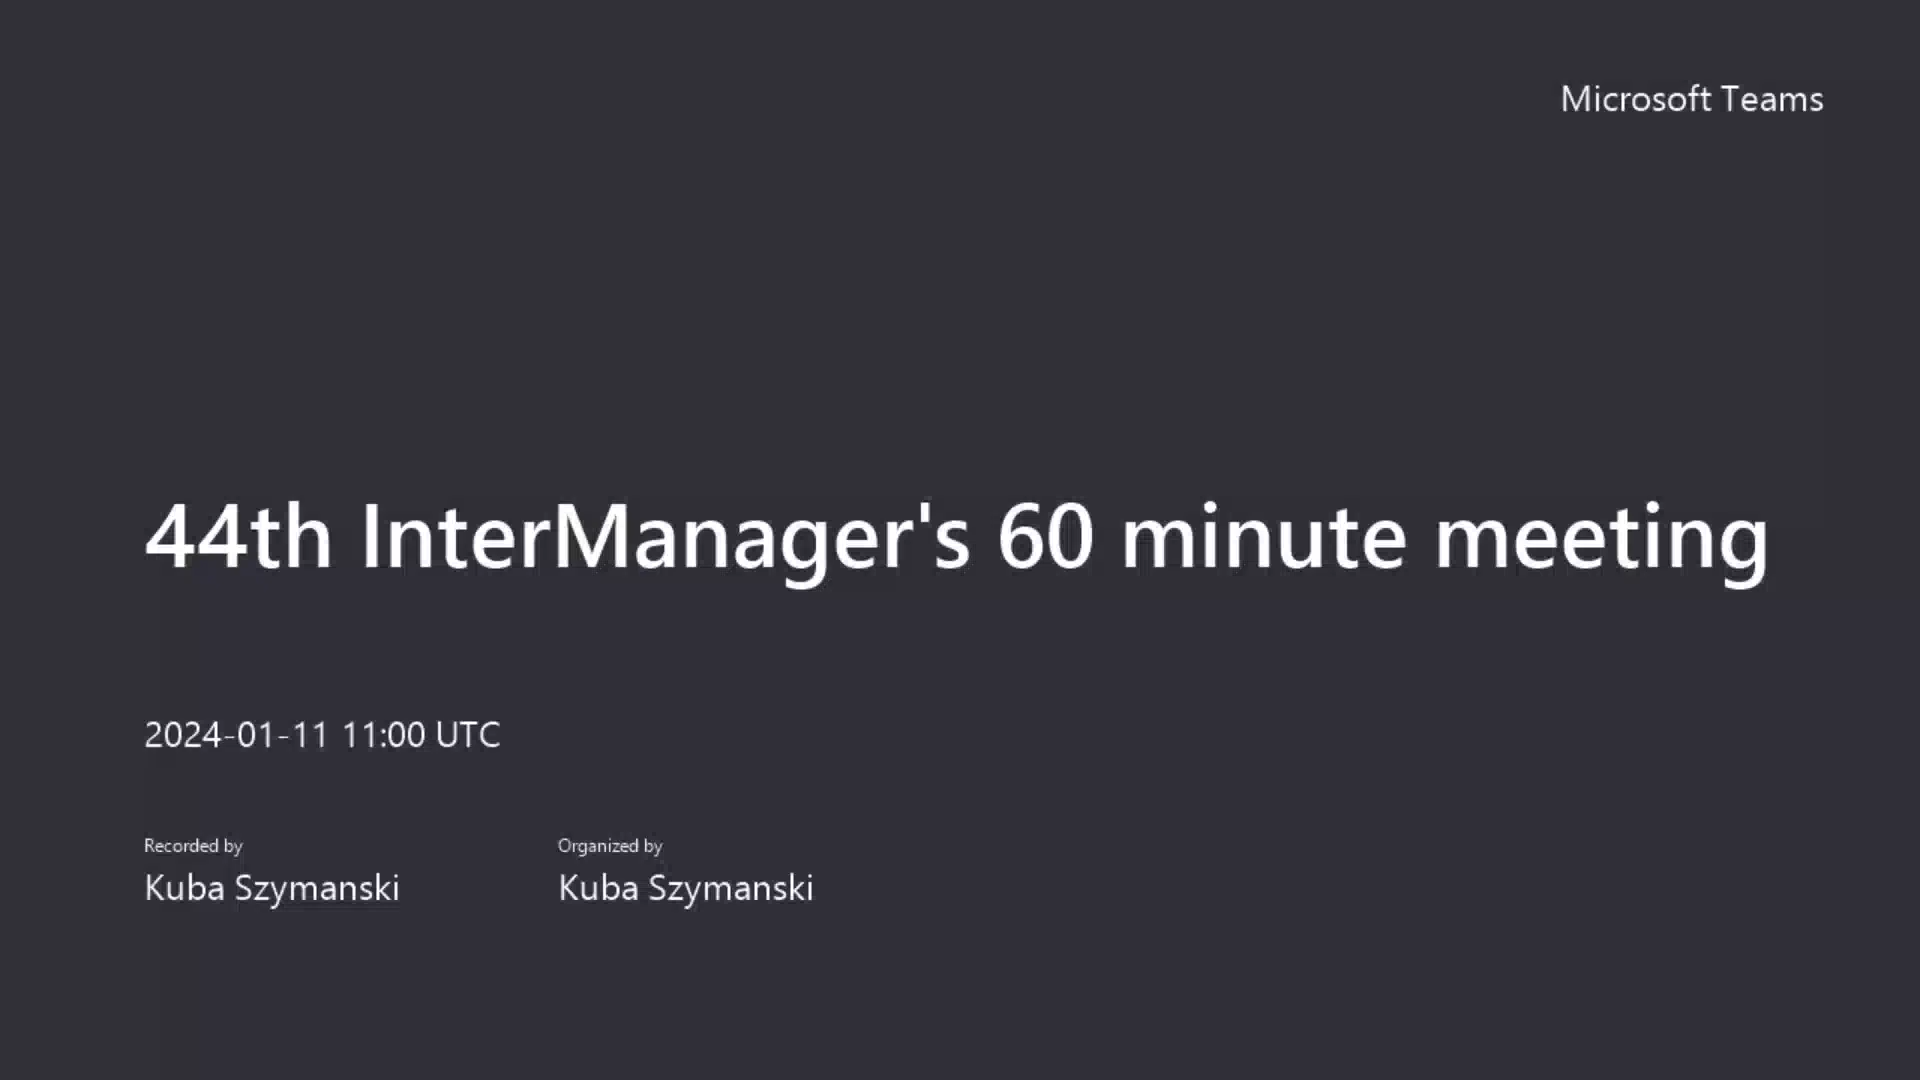 Microsoft Teams
44th InterManager's 60 minute meeting
2024-01-11 11:00 UTC
Recorded by
Kuba Szymanski
Organized by
Kuba Szymanski